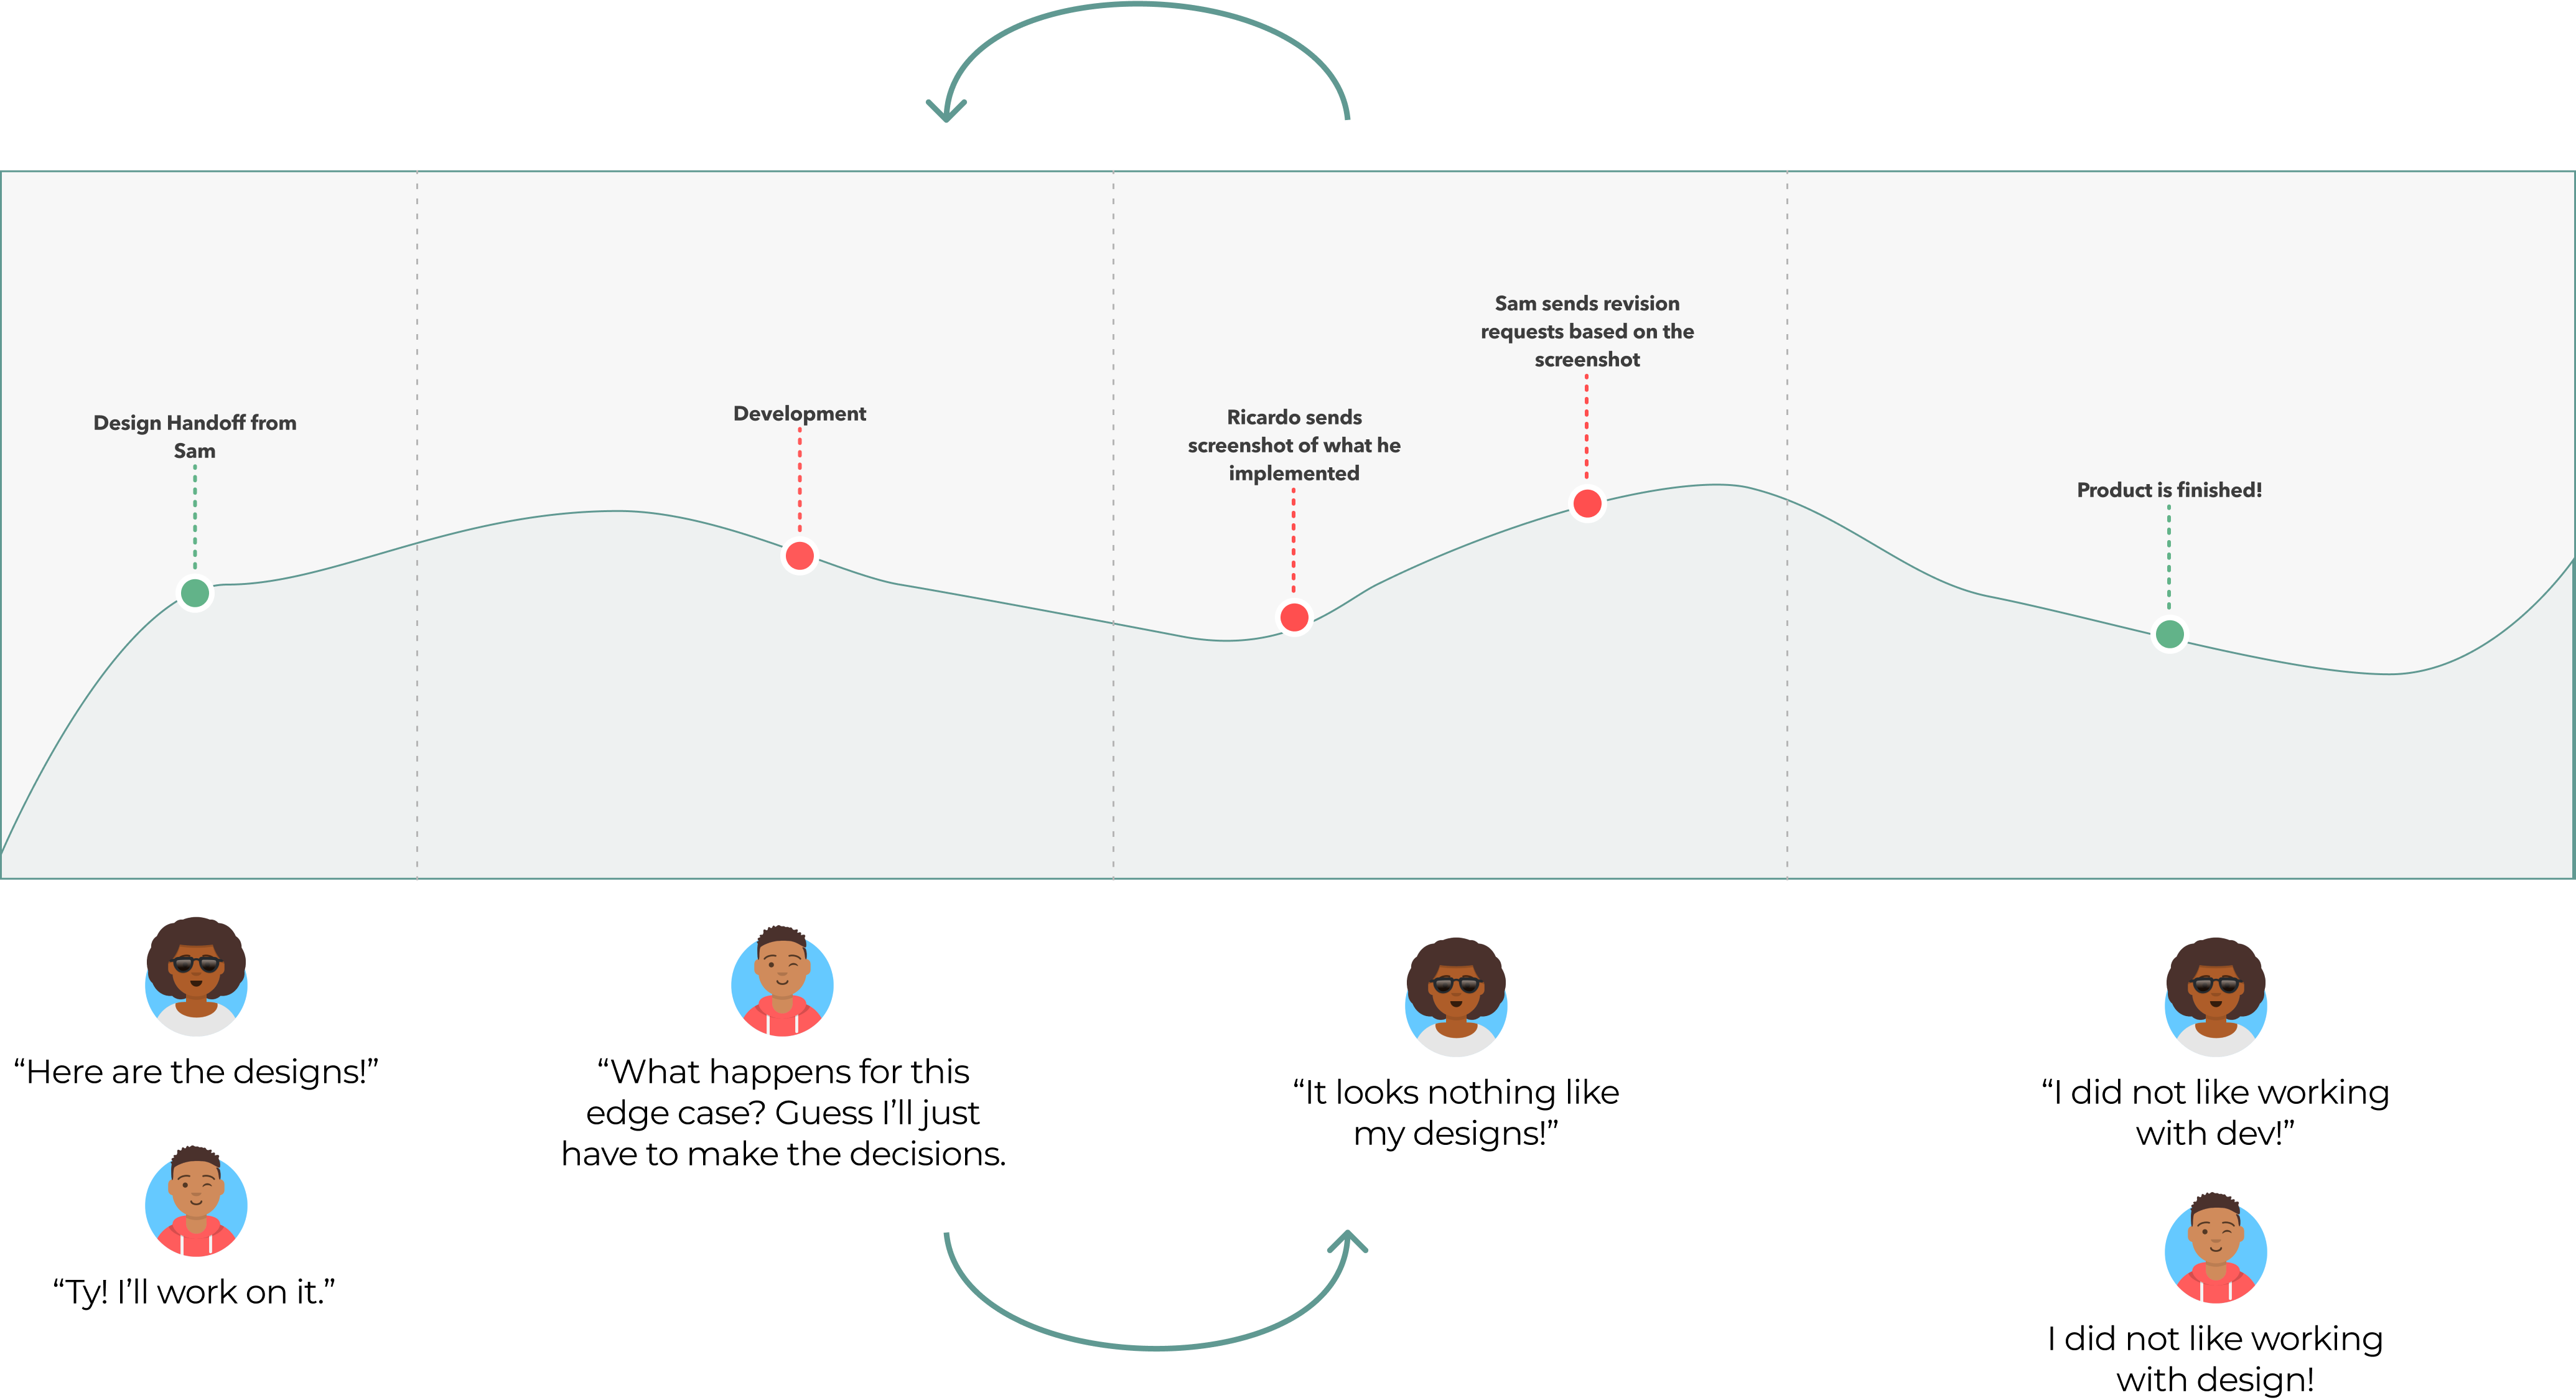 Design Handoff from
Sam
Development
Ricardo sends
screenshot of what he
implemented
Sam sends revision
requests based on the
screenshot
Product is finished!
“Here are the designs!”
“Ty! I’ll work on it.”
“What happens for this
edge case? Guess I’ll just
have to make the decisions.
“It looks nothing like
my designs!”
“I did not like working
with dev!”
I did not like working
with design!